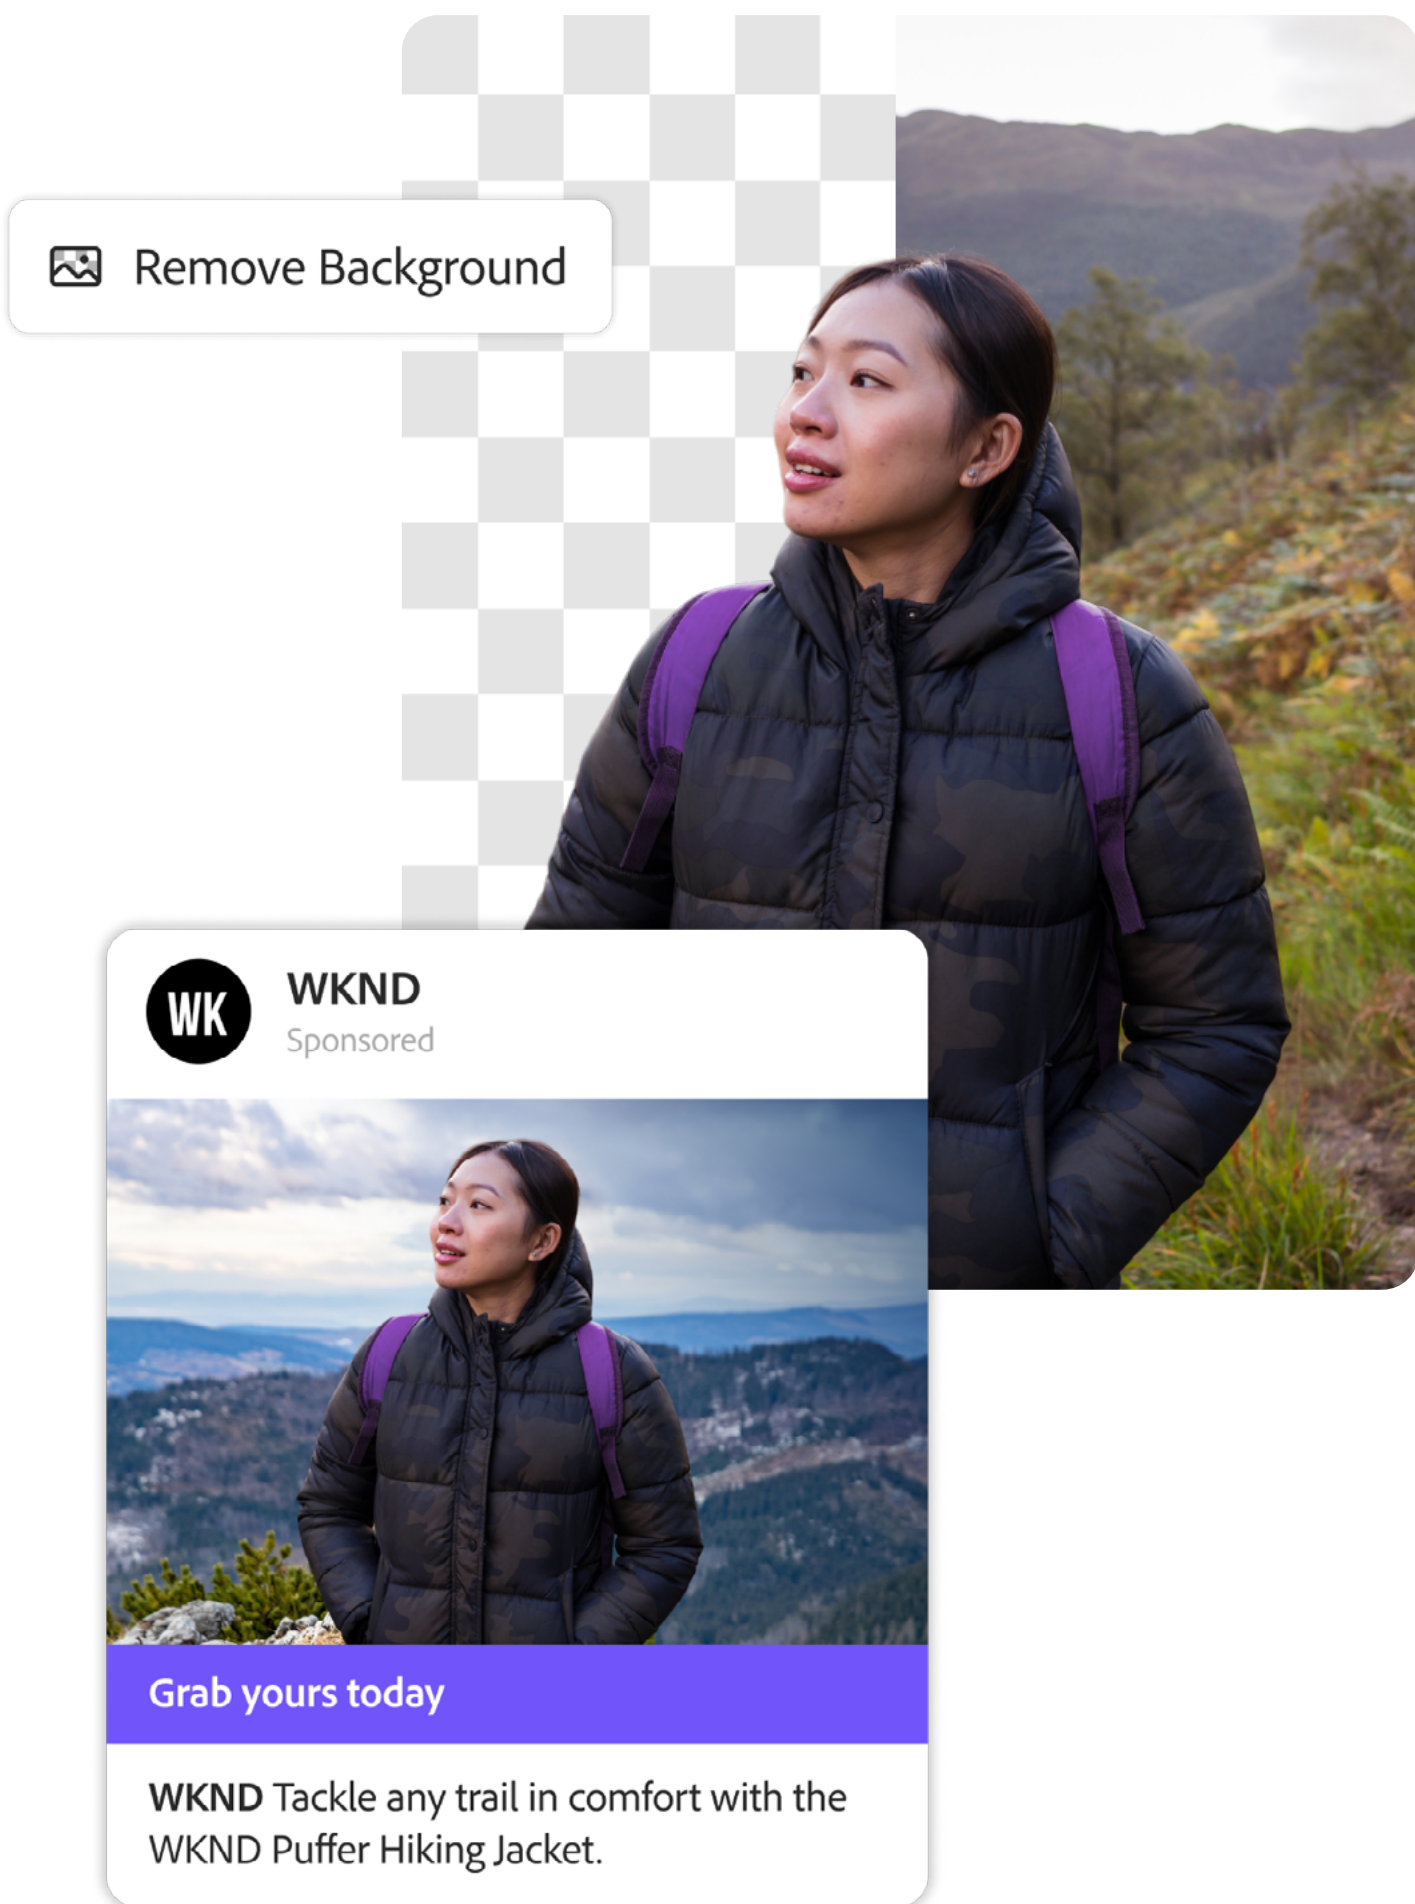 Remove Background
WK
WKND
Sponsored
Grab yours today
WKND Tackle any trail in comfort with the
WKND Puffer Hiking Jacket.